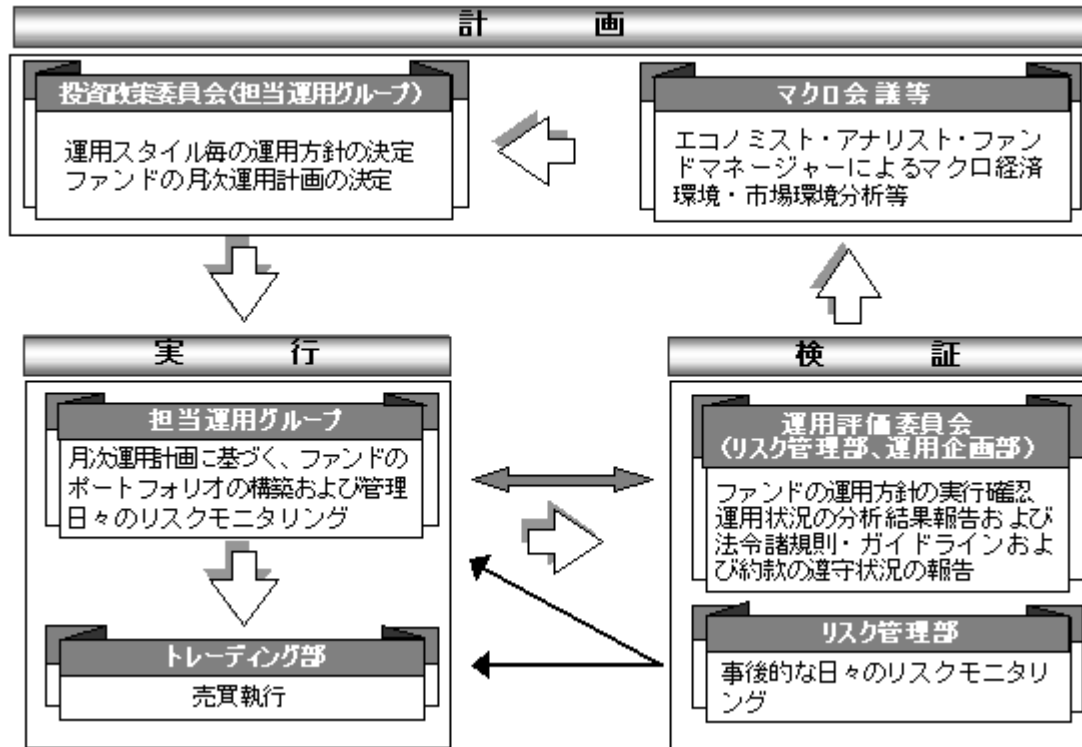 計画
投資政策委員会(担当運用グループ)
運用スタイル毎の運用方針の決定
ファンドの月次運用計画の決定
マクロ会議等
エコノミスト・アナリスト・ファン
ドマネージャーによるマクロ経済
環境・市場環境分析等
実行
担当運用グループ
月次運用計画に基づく、ファンドの
ポートフォリオの構築および管理
日々のリスクモニタリング
トレーディング部
売買執行
検証
運用評価委員会
(リスク管理部、運用企画部)
ファンドの運用方針の実行確認
運用状況の分析結果報告および
法令諸規則・ガイドラインおよ
び約款の遵守状況の報告
リスク管理部
事後的な日々のリスクモニタリ
ング